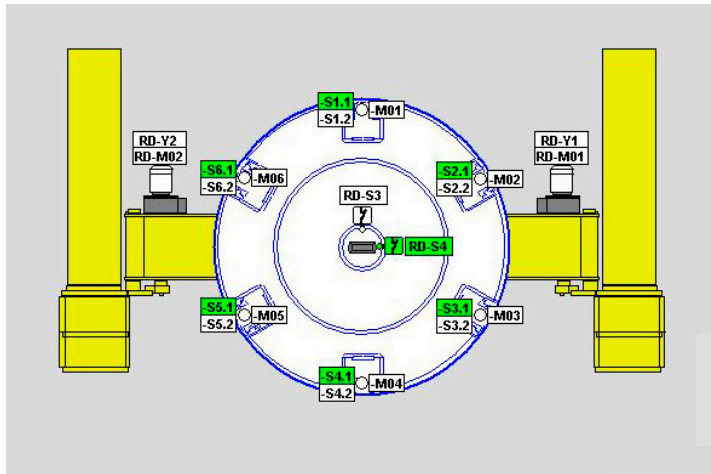 -S1.1
-S1.2
-M01
RD-Y2
RD-M02
RD-Y1
RD-M01
-S6.1
-S6.2
-M06
-S2.1
-S2.2
-M02
RD-S3
RD-S4
-S5.1
-S5.2
-M05
-S3.1
-S3.2
-M03
-S4.1
-S4.2
-M04